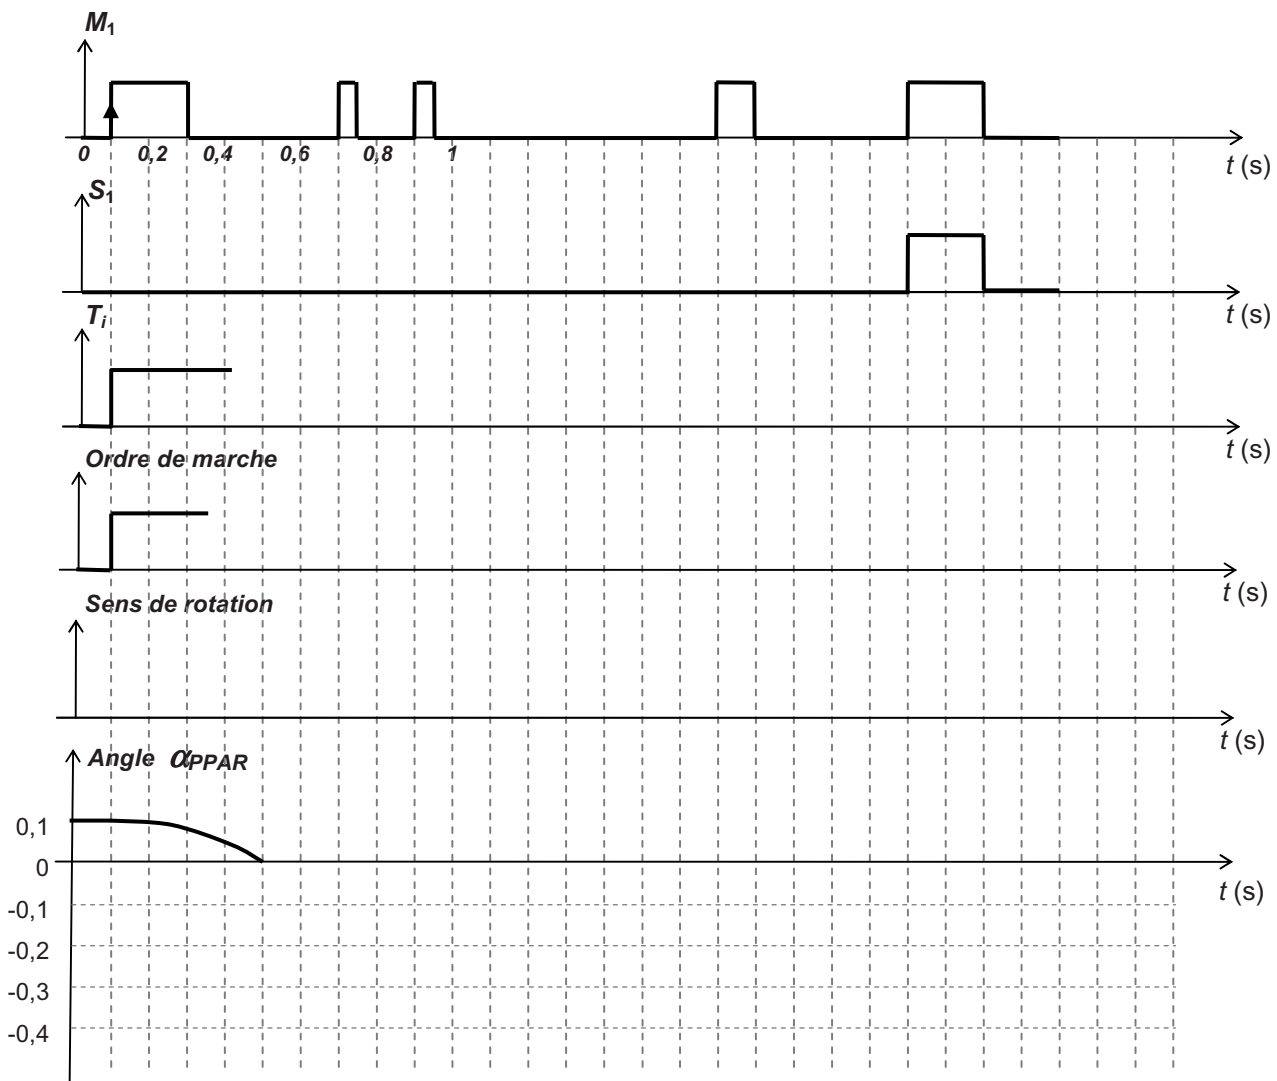 M1
0 0,2 0,4 0,6 0,8 1
t (s)
S1
t (s)
Ti
t (s)
Ordre de marche
t (s)
Sens de rotation
t (s)
Angle αPPAR
0,1
0
t (s)
-0,1
-0,2
-0,3
-0,4